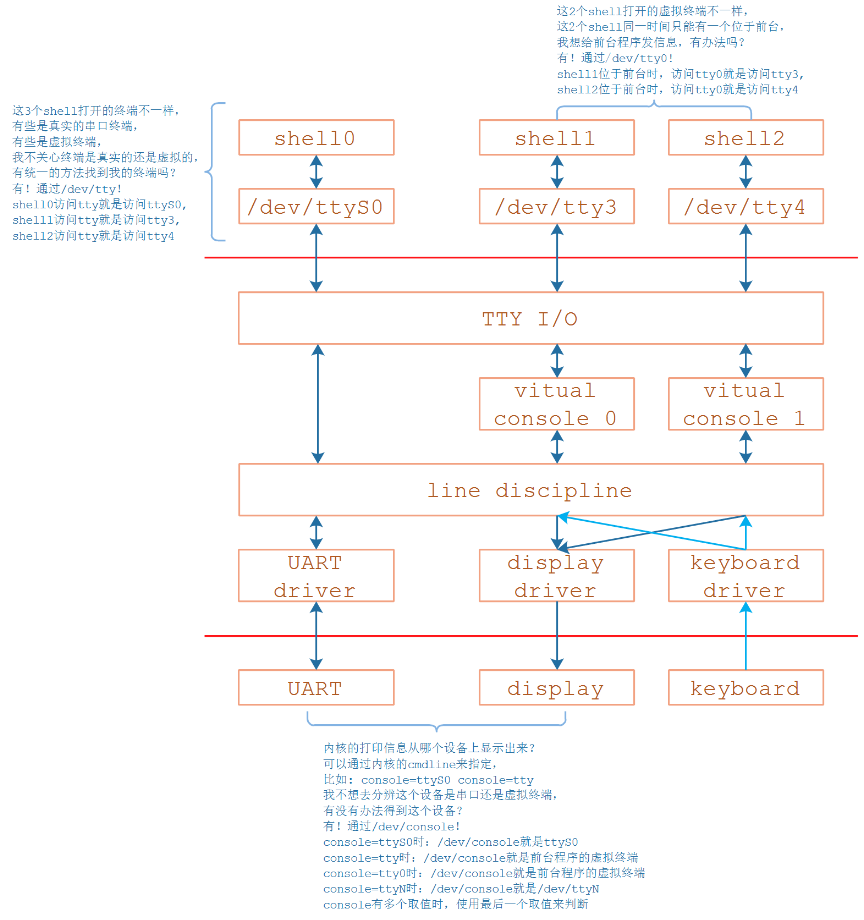 这2个shell打开的虚拟终端不一样，
这2个shell同一时间只能有一个位于前台，
我想给前台程序发信息，有办法吗？
有！通过/dev/tty0！
shell1位于前台时，访问tty0就是访问tty3,
shell2位于前台时，访问tty0就是访问tty4
这3个shell打开的终端不一样，
有些是真实的串口终端，
有些是虚拟终端，
我不关心终端是真实的还是虚拟的，
有统一的方法找到我的终端吗？
有！通过/dev/tty！
shell0访问tty就是访问ttyS0,
shell1访问tty就是访问tty3,
shell2访问tty就是访问tty4
shell0
shell1
shell2
/dev/ttyS0
/dev/tty3
/dev/tty4
TTY I/O
vitual
console 0
vitual
console 1
line discipline
UART
driver
display
driver
keyboard
driver
UART
display
keyboard
内核的打印信息从哪个设备上显示出来？
可以通过内核的cmdline来指定，
比如: console=ttyS0 console=tty
我不想去分辨这个设备是串口还是虚拟终端，
有没有办法得到这个设备？
有！通过/dev/console！
console=ttyS0时：/dev/console就是ttyS0
console=tty时：/dev/console就是前台程序的虚拟终端
console=tty0时：/dev/console就是前台程序的虚拟终端
console=ttyN时：/dev/console就是/dev/ttyN
console有多个取值时，使用最后一个取值来判断